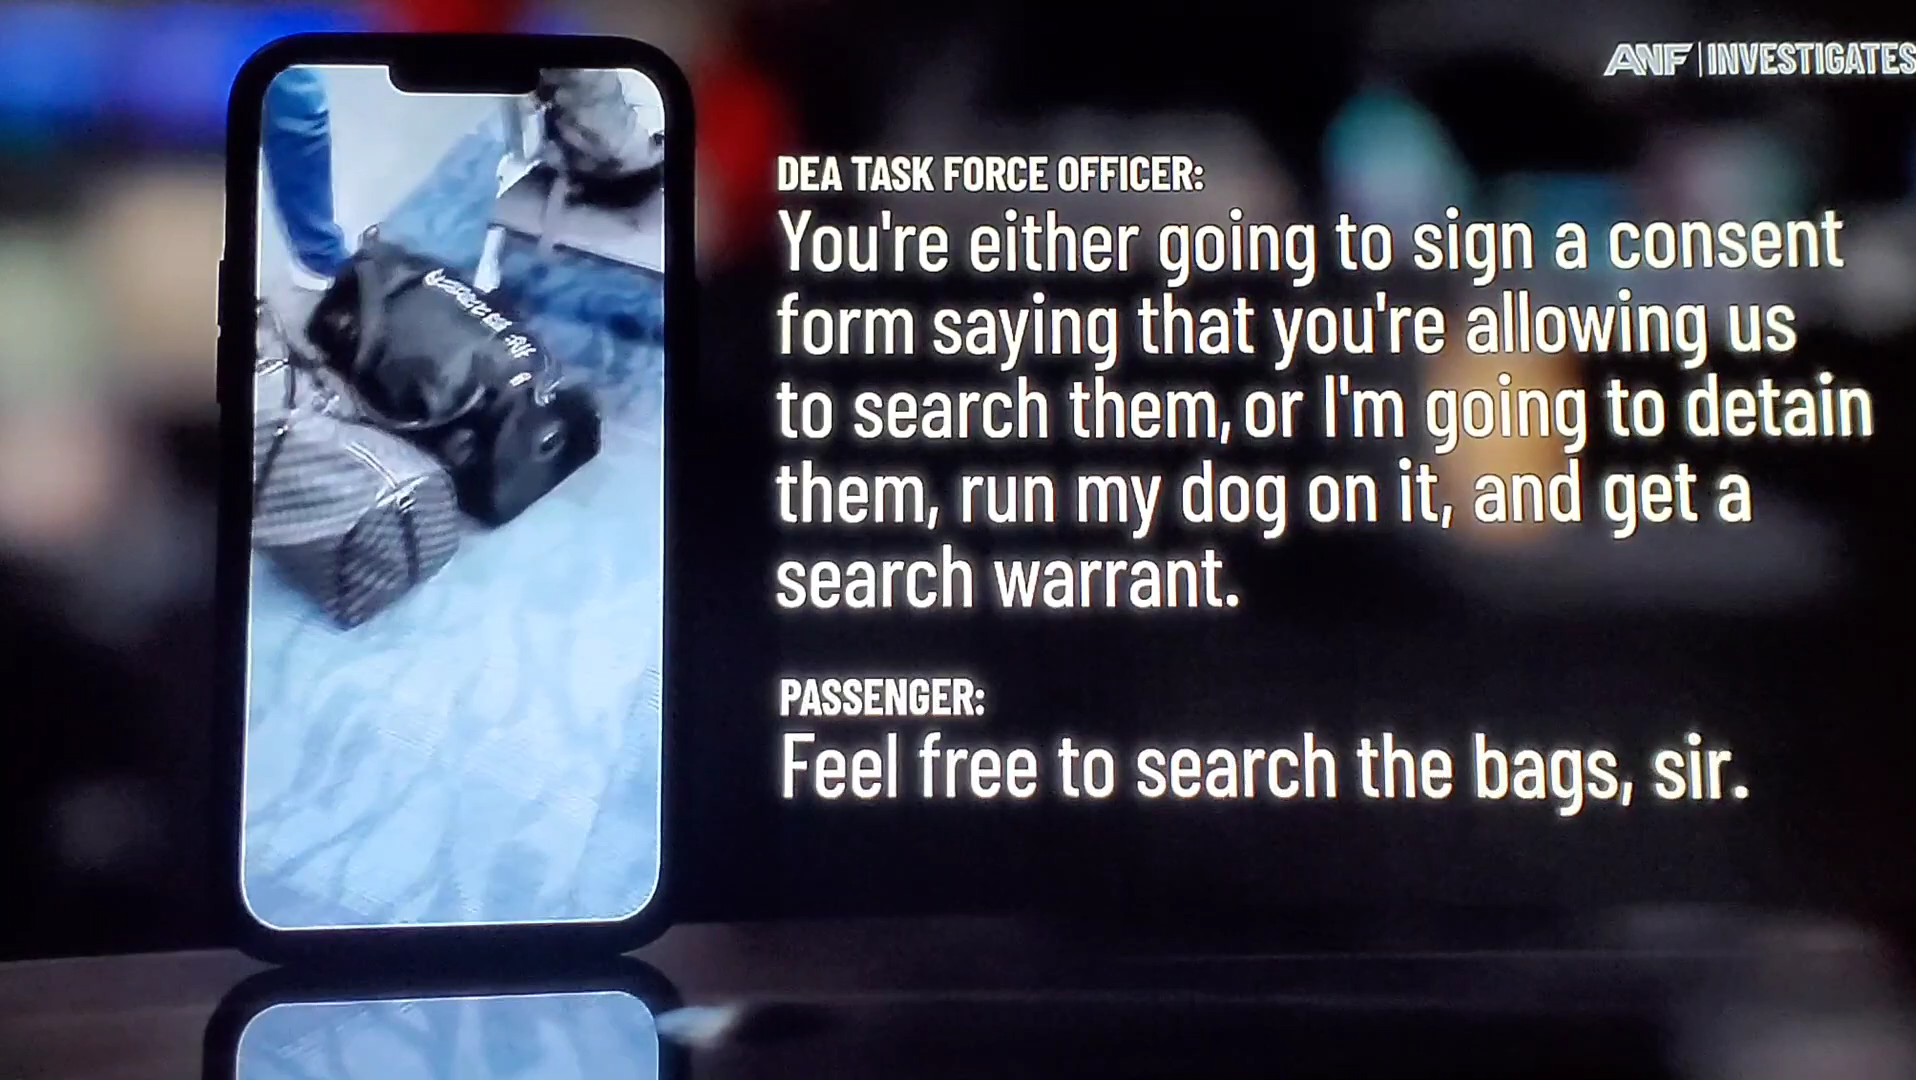 ANF | INVESTIGATES
DEA TASK FORCE OFFICER:
You're either going to sign a consent
form saying that you're allowing us
to search them, or I'm going to detain
them, run my dog on it, and get a
search warrant.
PASSENGER:
Feel free to search the bags, sir.